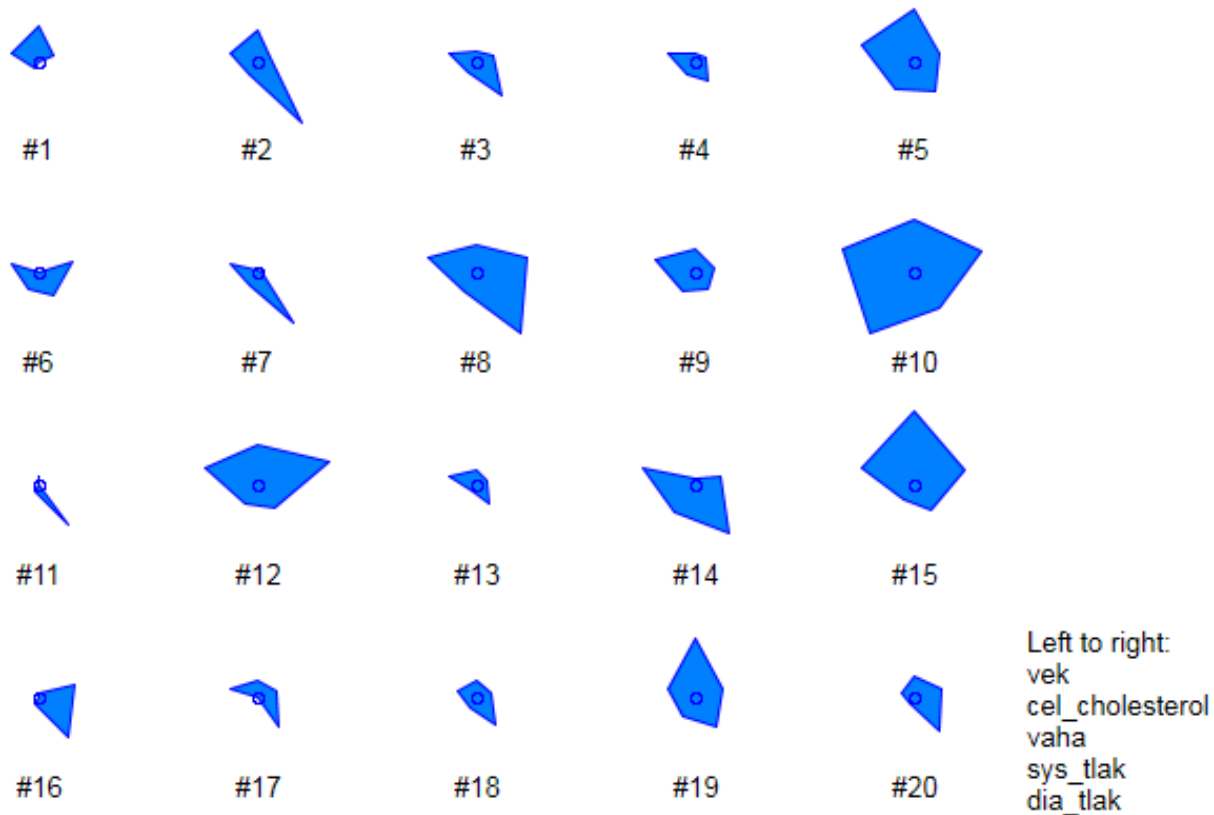 #1 #2 #3 #4 #5
#6 #7 #8 #9 #10
#11 #12 #13 #14 #15
#16 #17 #18 #19 #20
Left to right:
vek
cel_cholesterol
vaha
sys_tlak
dia_tlak